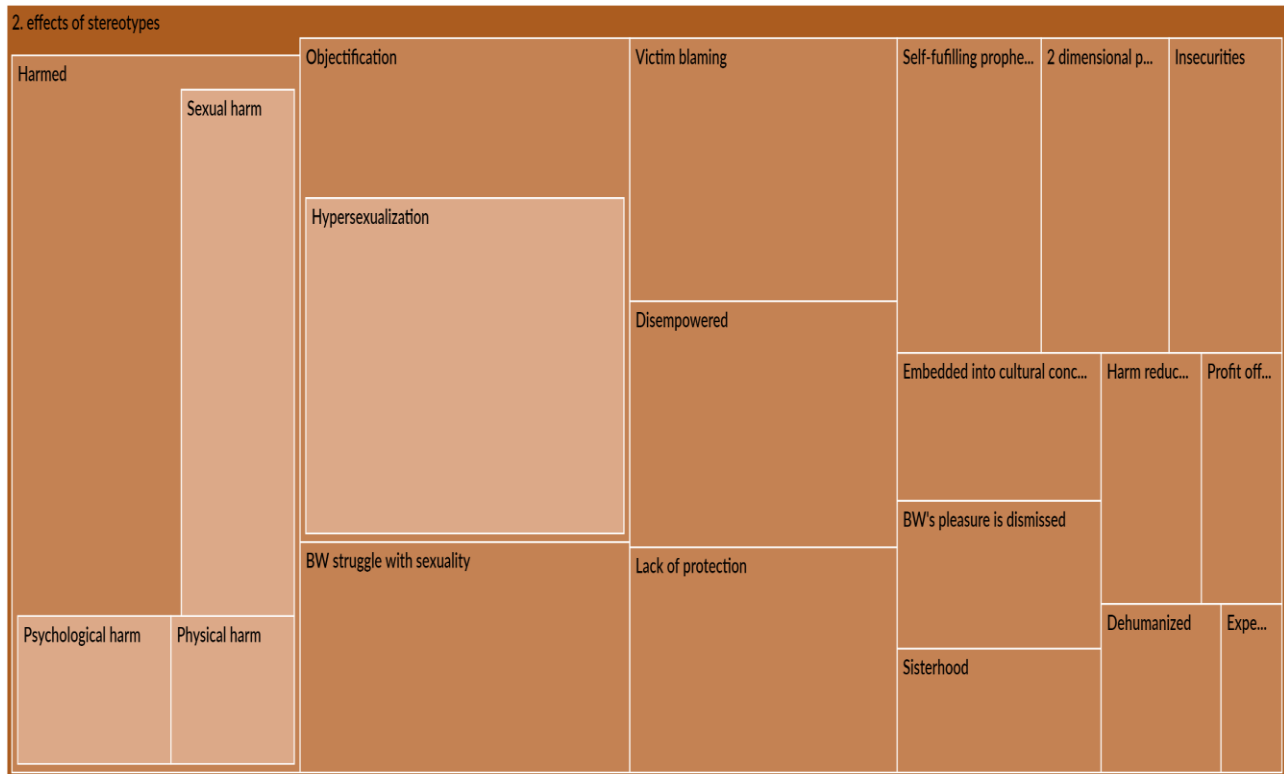 2. effects of stereotypes
Harmed
Sexual harm
Psychological harm
Physical harm
Objectification
Hypersexualization
BW struggle with sexuality
Victim blaming
Disempowered
Lack of protection
Self-fufilling prophe...
2 dimensional p...
Insecurities
Embedded into cultural conc...
Harm reduc...
Profit off...
BW's pleasure is dismissed
Sisterhood
Dehumanized
Expe...